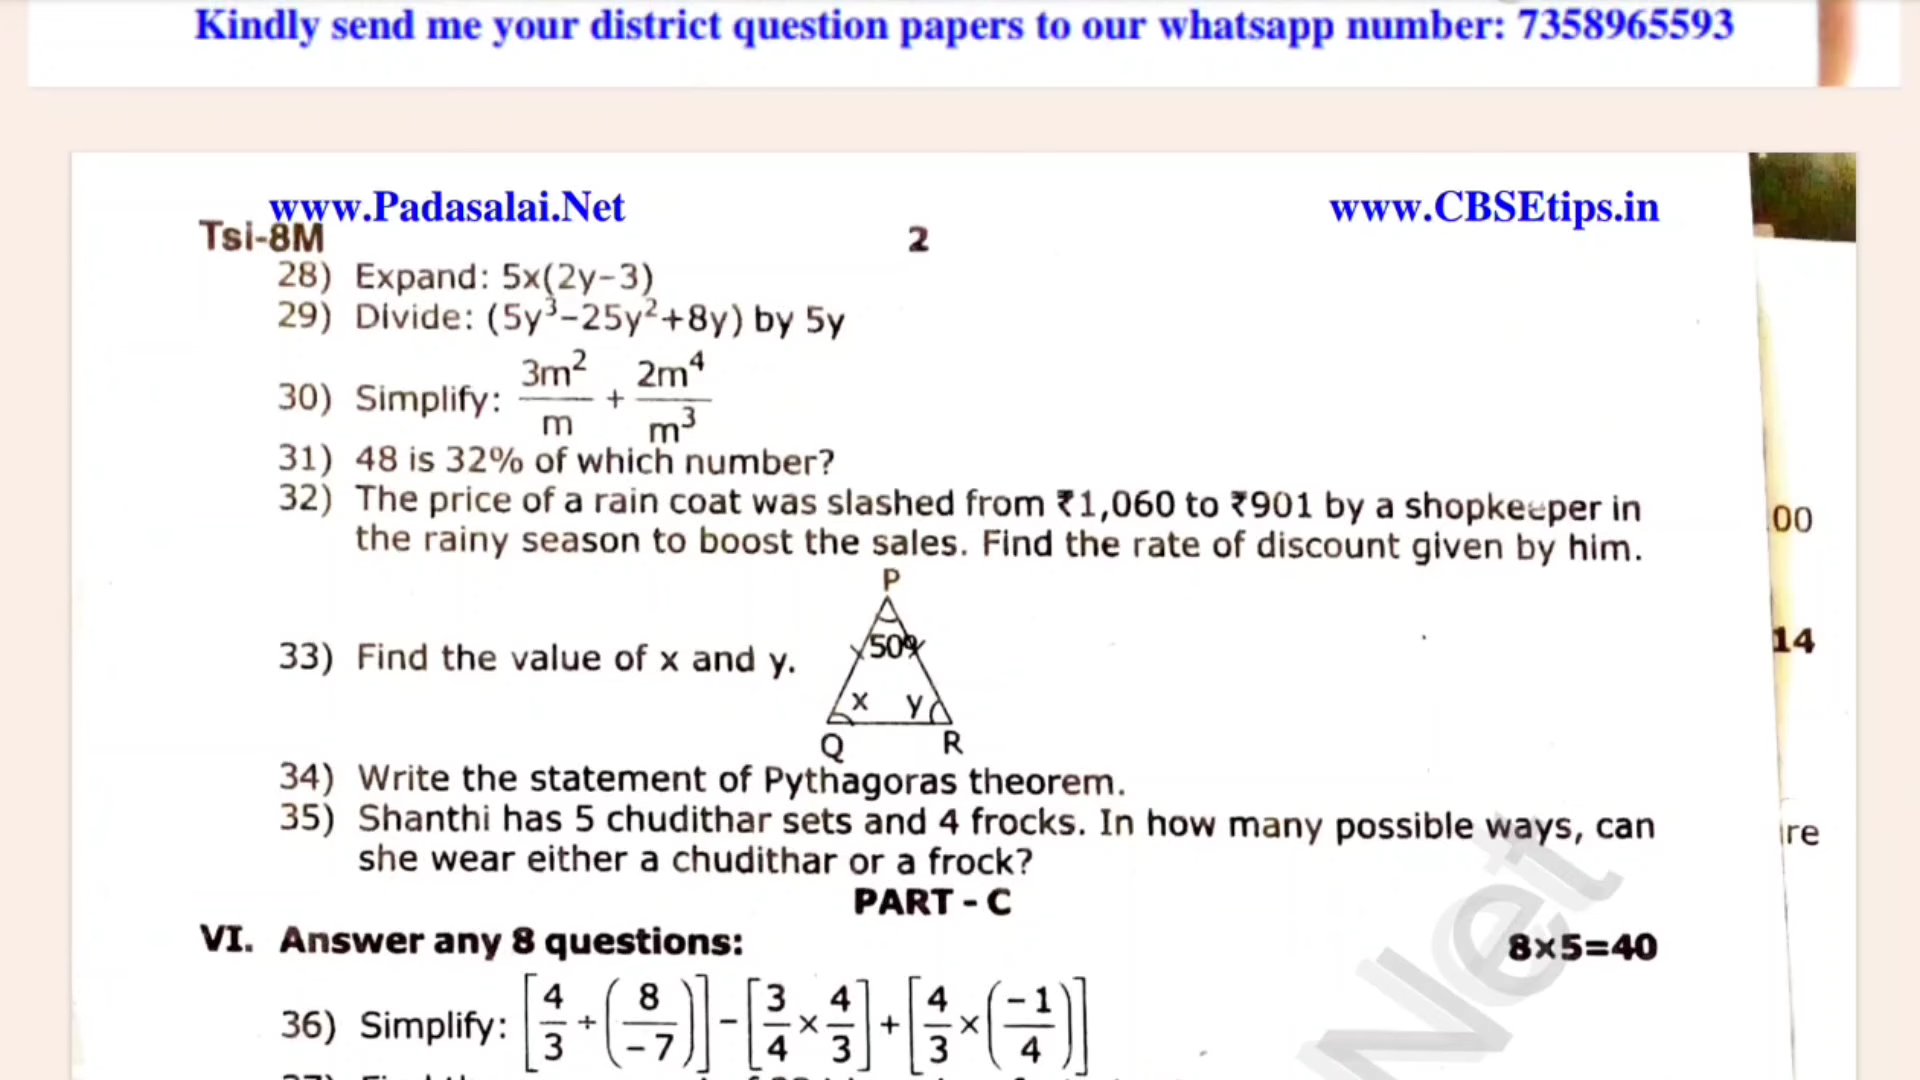 Kindly send me your district question papers to our whatsapp number: 7358965593
www.Padasalai.Net www.CBSEtips.in
Tsi-8M 2
28) Expand: 5x(2y-3)
29) Divide: (5y³-25y²+8y) by 5y
30) Simplify: 3m²/m + 2m⁴/m³
31) 48 is 32% of which number?
32) The price of a rain coat was slashed from ₹1,060 to ₹901 by a shopkeeper in
the rainy season to boost the sales. Find the rate of discount given by him.
00
P
50°
14
33) Find the value of x and y.
x y
Q R
34) Write the statement of Pythagoras theorem.
35) Shanthi has 5 chudithar sets and 4 frocks. In how many possible ways, can
re
she wear either a chudithar or a frock?
PART - C
VI. Answer any 8 questions: 8×5=40
36) Simplify: [4/3 + (8/-7)] - [3/4 × 4/3] + [4/3 × (-1/4)]
Net